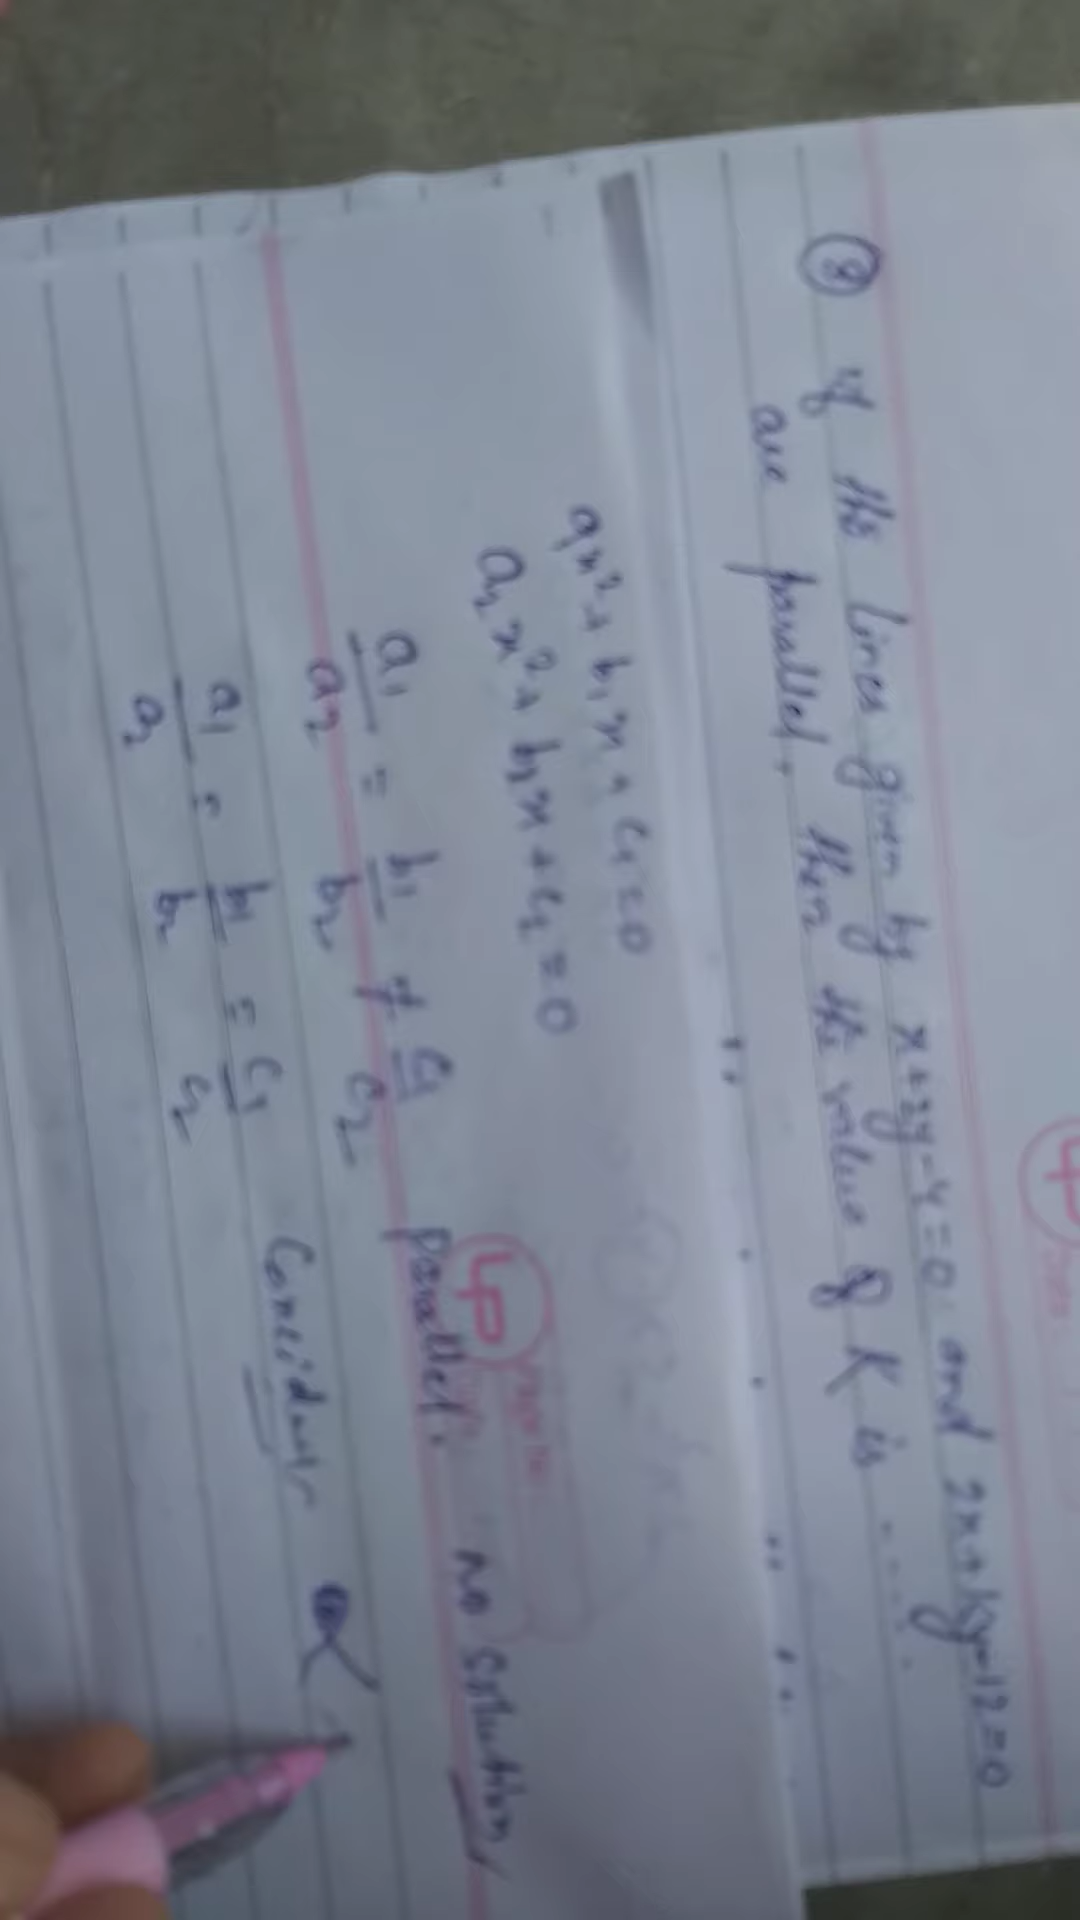 ⑧ if the lines given by x+2y-4=0 and 2x+ky-12=0
are parallel, then the value of K is ....
a₁x²+b₁x+c₁=0
a₂x²+b₂x+c₂=0
a₁/a₂ = b₁/b₂ ≠ c₁/c₂ parallel. no solution
a₁/a₂ = b₁/b₂ = c₁/c₂